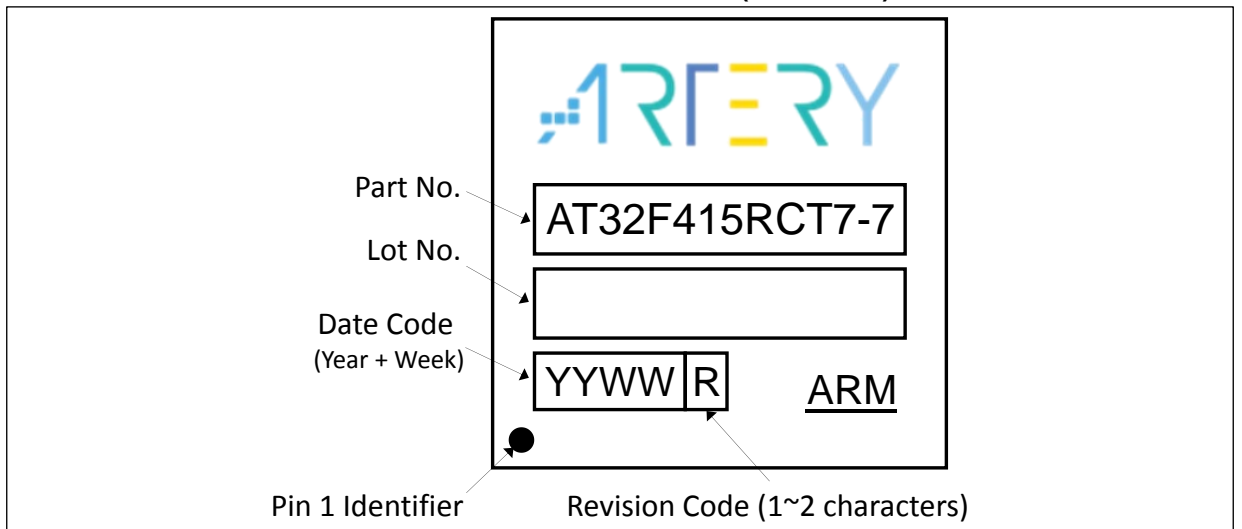 ARTERY
Part No.
AT32F415RCT7-7
Lot No.
Date Code
(Year + Week)
YYWW R
ARM
Pin 1 Identifier
Revision Code (1~2 characters)